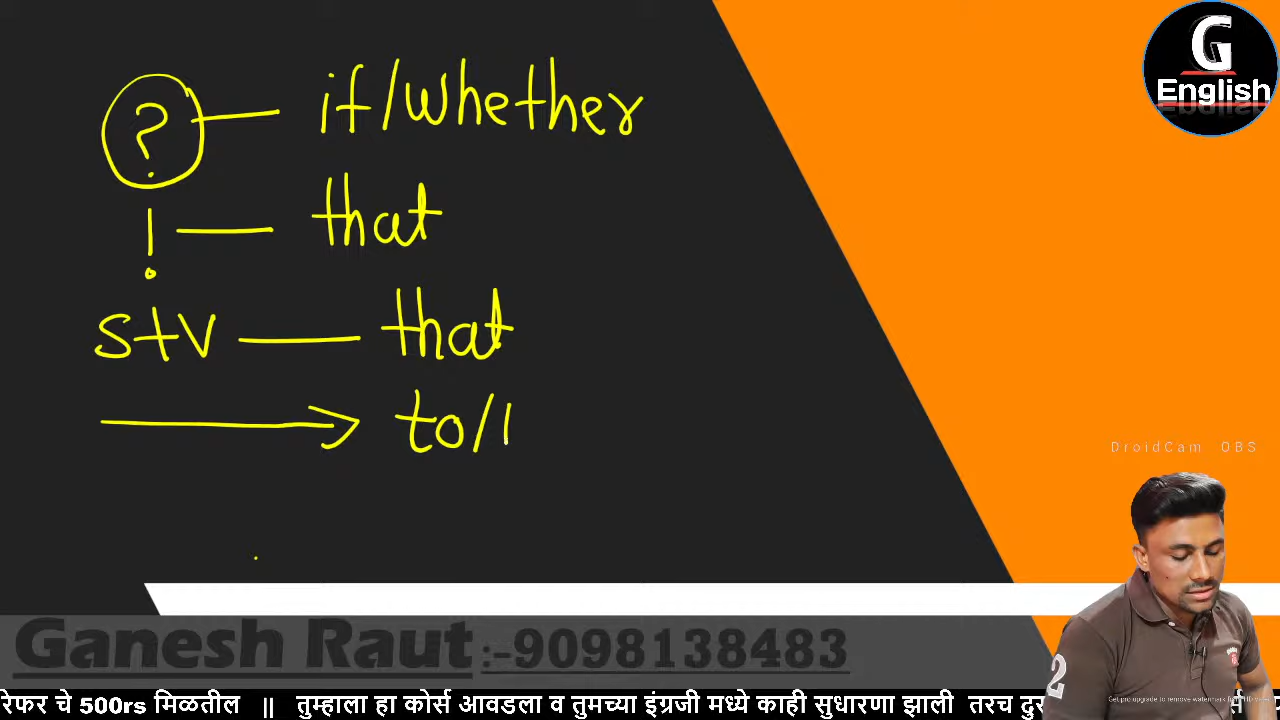 ? — if/whether
! — that
S+V — that
→ to/
G
English
DroidCam OBS
2
Ganesh Raut :-9098138483
रेफर चे 500rs मिळतील || तुम्हाला हा कोर्स आवडला व तुमच्या इंग्रजी मध्ये काही सुधारणा झाली तरच दुस